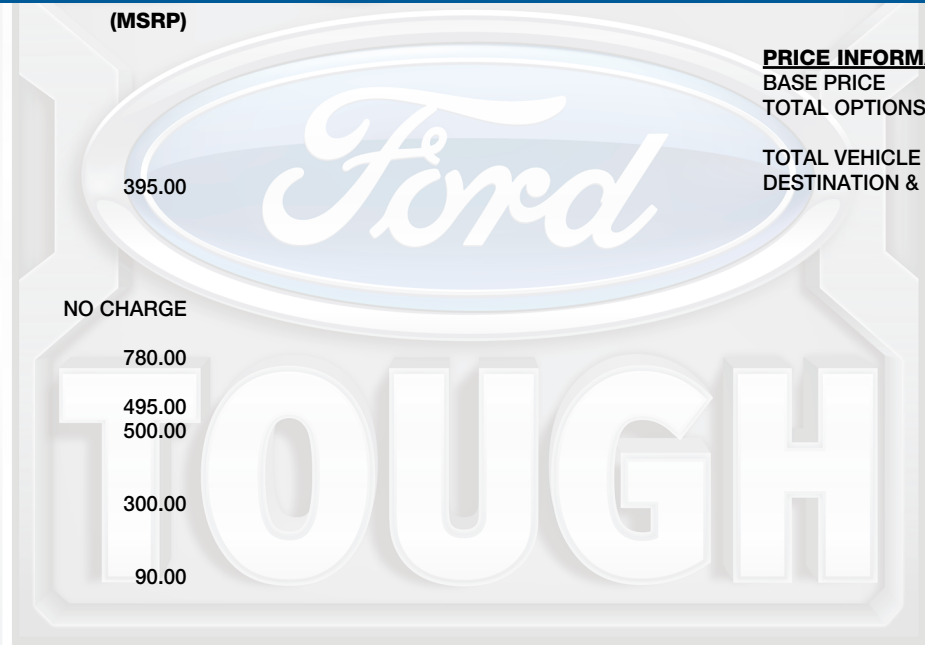 (MSRP)
395.00
NO CHARGE
780.00
495.00
500.00
300.00
90.00
PRICE INFORMA
BASE PRICE
TOTAL OPTIONS
TOTAL VEHICLE
DESTINATION &
Ford
TOUGH